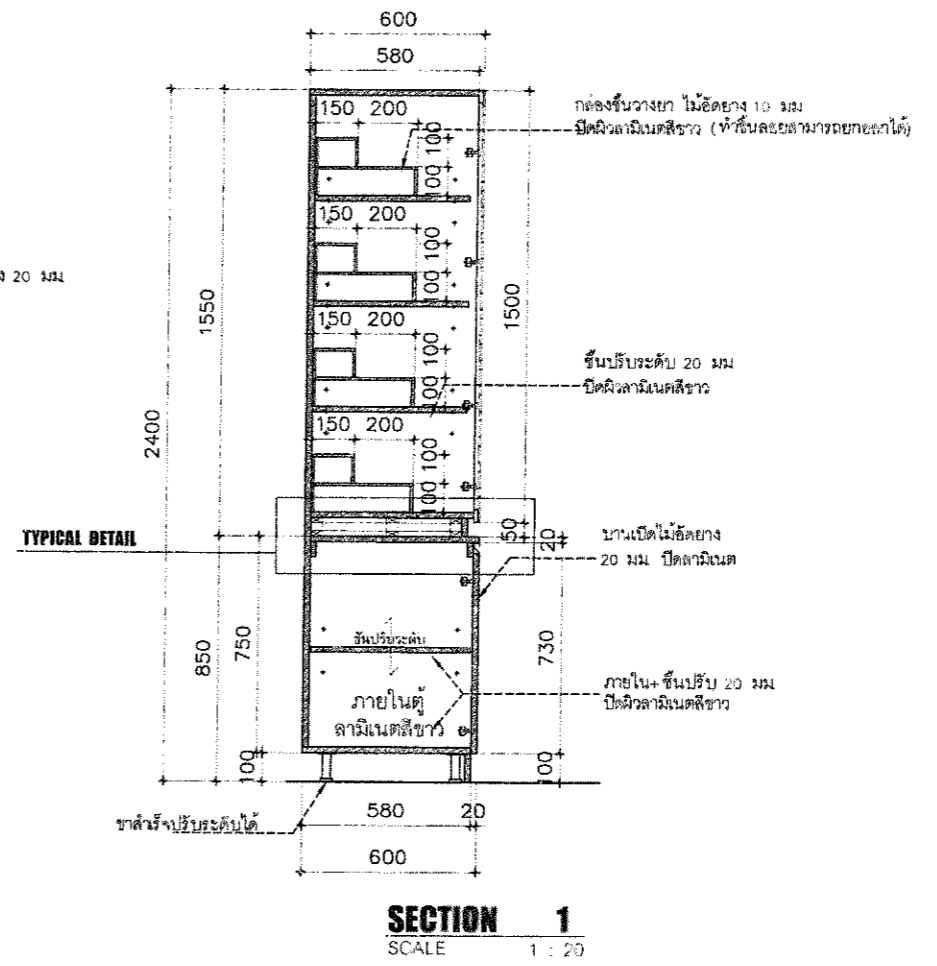 600
580
150 200
กล่องชั้นวางยา ไม้อัดยาง 10 มม
ปิดผิวลามิเนตสีขาว (ทำชั้นลอยสามารถยกออกได้)
100 100
150 200
100 100
20 มม
1550
1500
150 200
100 100
ชั้นปรับระดับ 20 มม
ปิดผิวลามิเนตสีขาว
2400
150 200
100 100
TYPICAL DETAIL
50
20
บานเปิดไม้อัดยาง
20 มม ปิดลามิเนต
850
750
730
ชั้นปรับระดับ
ภายใน+ชั้นปรับ 20 มม
ปิดผิวลามิเนตสีขาว
ภายในตู้
ลามิเนตสีขาว
100
100
ขาสำเร็จปรับระดับได้
580 20
600
SECTION 1
SCALE 1 : 20